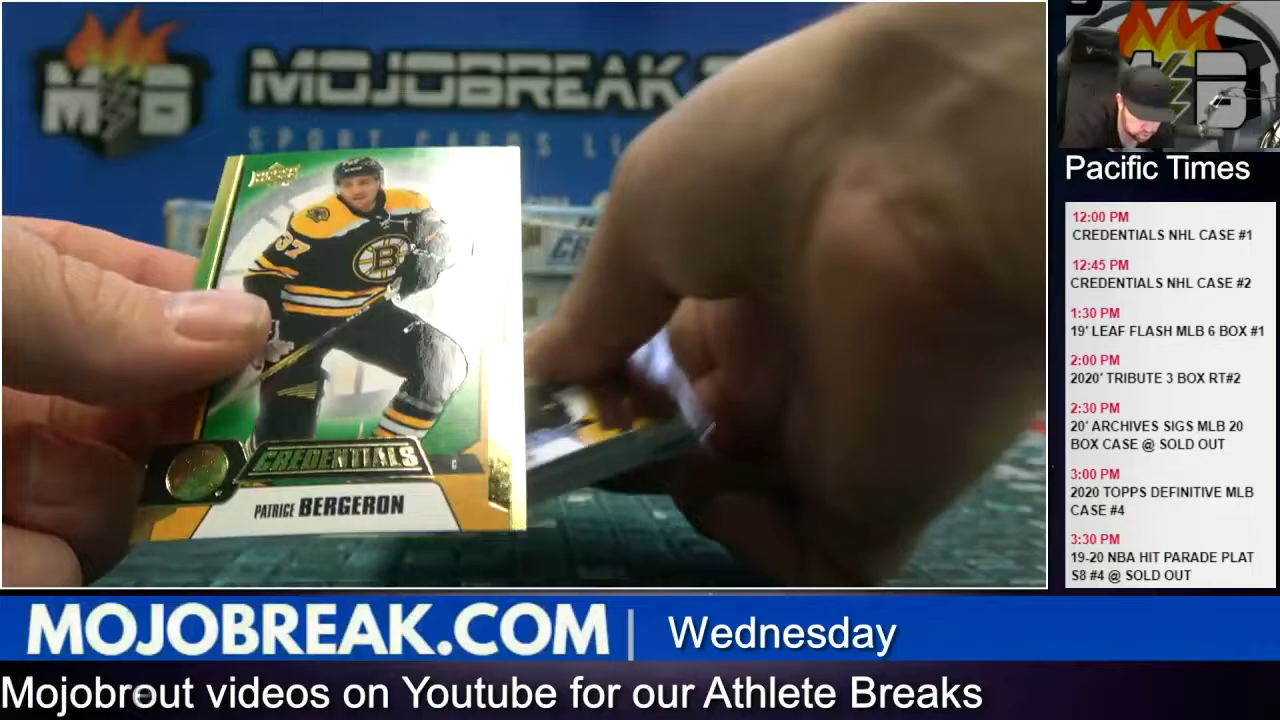 MOJOBREAK
SPORT CARDS
M B
37
B
CREDENTIALS
PATRICE BERGERON
Pacific Times
12:00 PM
CREDENTIALS NHL CASE #1
12:45 PM
CREDENTIALS NHL CASE #2
1:30 PM
19' LEAF FLASH MLB 6 BOX #1
2:00 PM
2020' TRIBUTE 3 BOX RT#2
2:30 PM
20' ARCHIVES SIGS MLB 20
BOX CASE @ SOLD OUT
3:00 PM
2020 TOPPS DEFINITIVE MLB
CASE #4
3:30 PM
19-20 NBA HIT PARADE PLAT
S8 #4 @ SOLD OUT
MOJOBREAK.COM | Wednesday
videos on Youtube for our Athlete Breaks